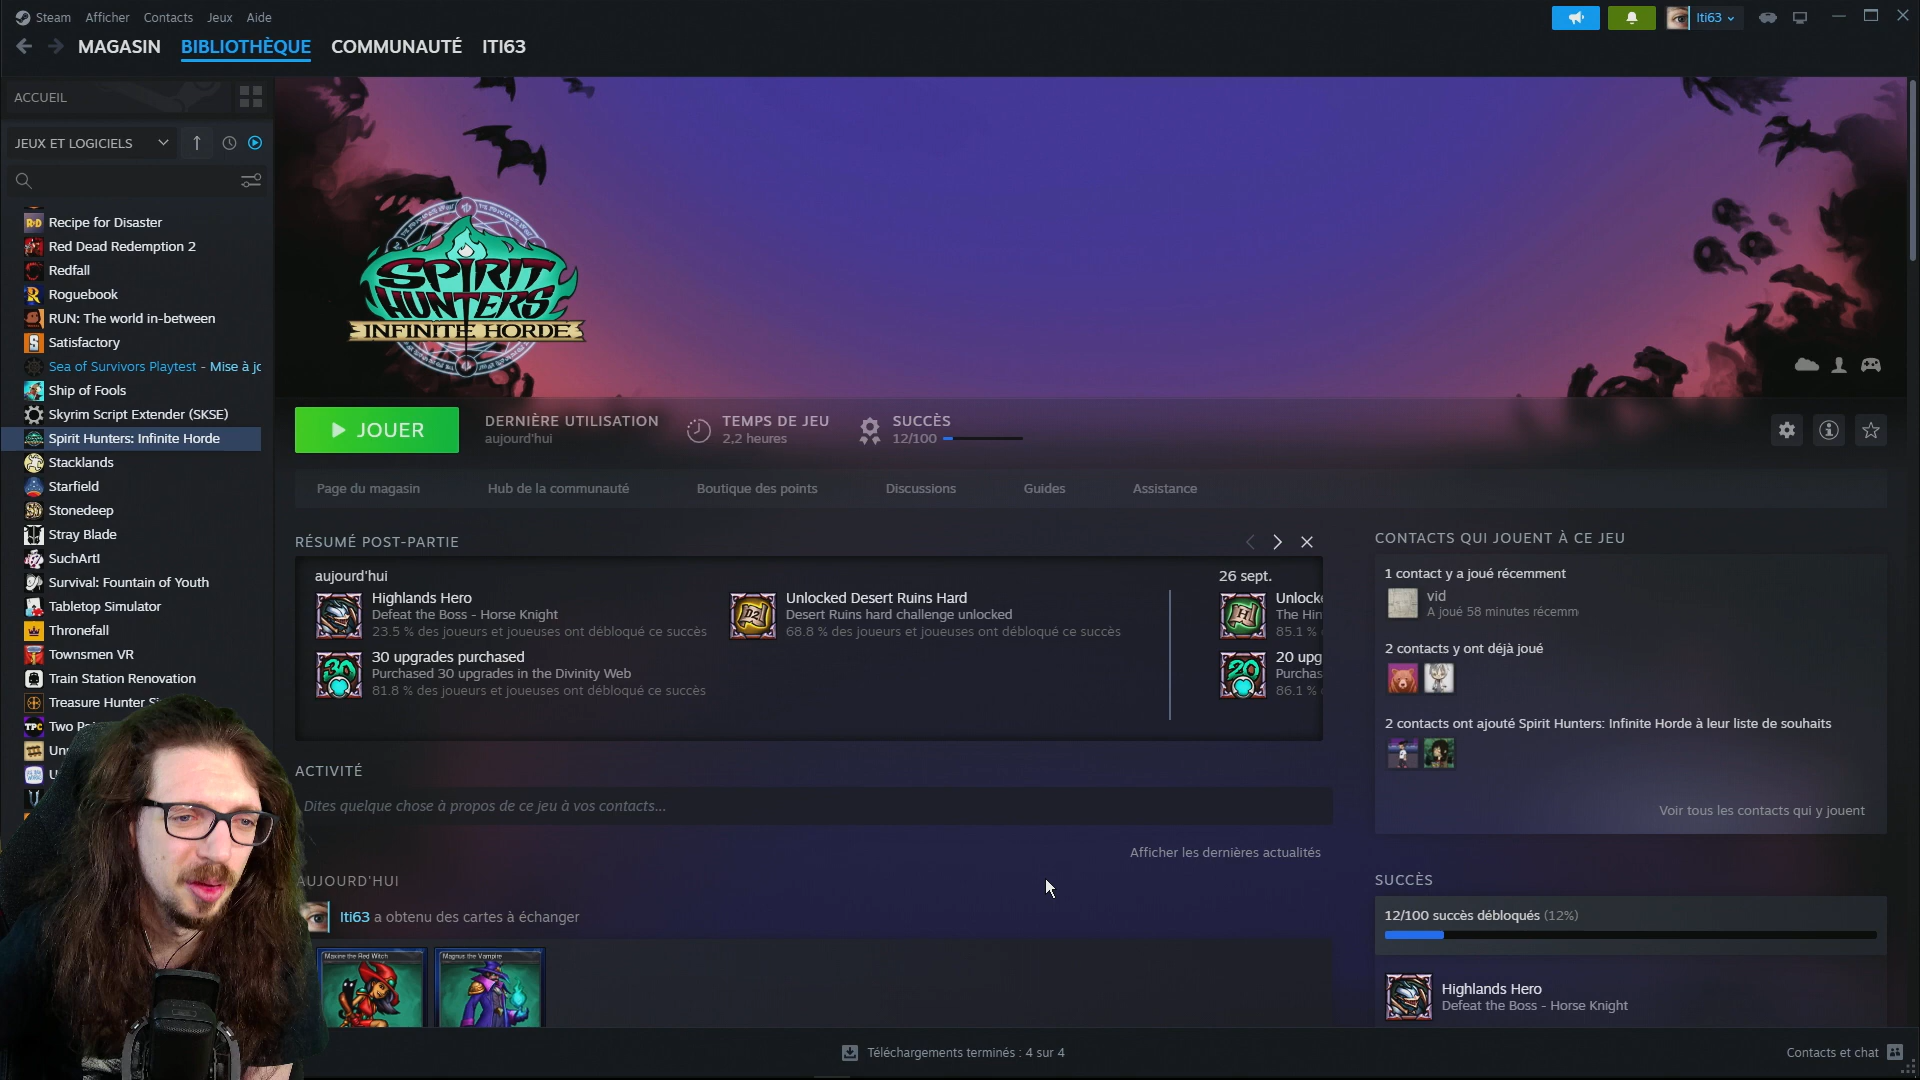 Steam Afficher Contacts Jeux Aide
Iti63
MAGASIN BIBLIOTHÈQUE COMMUNAUTÉ ITI63
ACCUEIL
JEUX ET LOGICIELS
Recipe for Disaster
Red Dead Redemption 2
Redfall
Roguebook
RUN: The world in-between
Satisfactory
Sea of Survivors Playtest - Mise à jo
Ship of Fools
Skyrim Script Extender (SKSE)
Spirit Hunters: Infinite Horde
Stacklands
Starfield
Stonedeep
Stray Blade
SuchArt!
Survival: Fountain of Youth
Tabletop Simulator
Thronefall
Townsmen VR
Train Station Renovation
Treasure Hunter
Two
SPIRIT
HUNTERS
INFINITE HORDE
JOUER
DERNIÈRE UTILISATION
aujourd'hui
TEMPS DE JEU
2,2 heures
SUCCÈS
12/100
Page du magasin Hub de la communauté Boutique des points Discussions Guides Assistance
RÉSUMÉ POST-PARTIE
aujourd'hui
Highlands Hero
Defeat the Boss - Horse Knight
23.5 % des joueurs et joueuses ont débloqué ce succès
30
30 upgrades purchased
Purchased 30 upgrades in the Divinity Web
81.8 % des joueurs et joueuses ont débloqué ce succès
Unlocked Desert Ruins Hard
Desert Ruins hard challenge unlocked
68.8 % des joueurs et joueuses ont débloqué ce succès
26 sept.
Unlock
The Hin
85.1 %
20
20 upg
Purchas
86.1 %
ACTIVITÉ
Dites quelque chose à propos de ce jeu à vos contacts...
Afficher les dernières actualités
AUJOURD'HUI
Iti63 a obtenu des cartes à échanger
Maxine the Red Witch
Magnus the Vampire
CONTACTS QUI JOUENT À CE JEU
1 contact y a joué récemment
vid
A joué 58 minutes récemm
2 contacts y ont déjà joué
2 contacts ont ajouté Spirit Hunters: Infinite Horde à leur liste de souhaits
Voir tous les contacts qui y jouent
SUCCÈS
12/100 succès débloqués (12%)
Highlands Hero
Defeat the Boss - Horse Knight
Téléchargements terminés : 4 sur 4
Contacts et chat